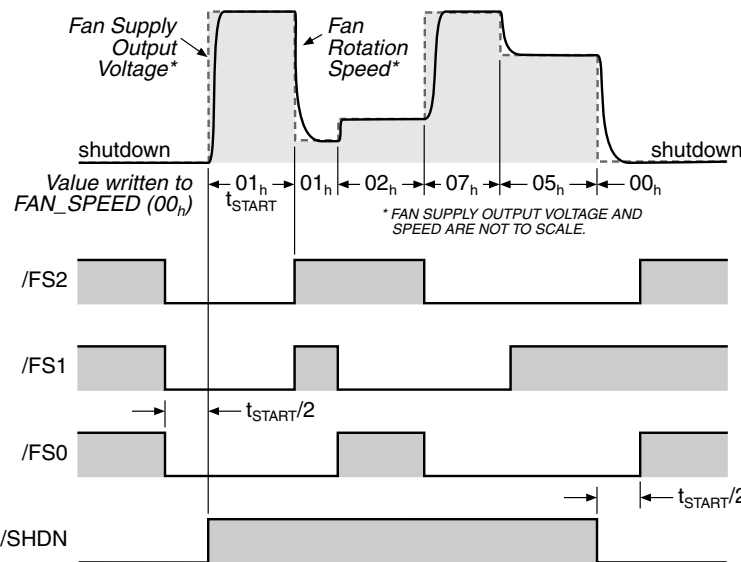 Fan Supply
Output
Voltage*
Fan
Rotation
Speed*
shutdown
shutdown
Value written to
FAN_SPEED (00h)
01h
01h
02h
07h
05h
00h
tSTART
* FAN SUPPLY OUTPUT VOLTAGE AND
SPEED ARE NOT TO SCALE.
/FS2
/FS1
tSTART/2
/FS0
tSTART/2
/SHDN